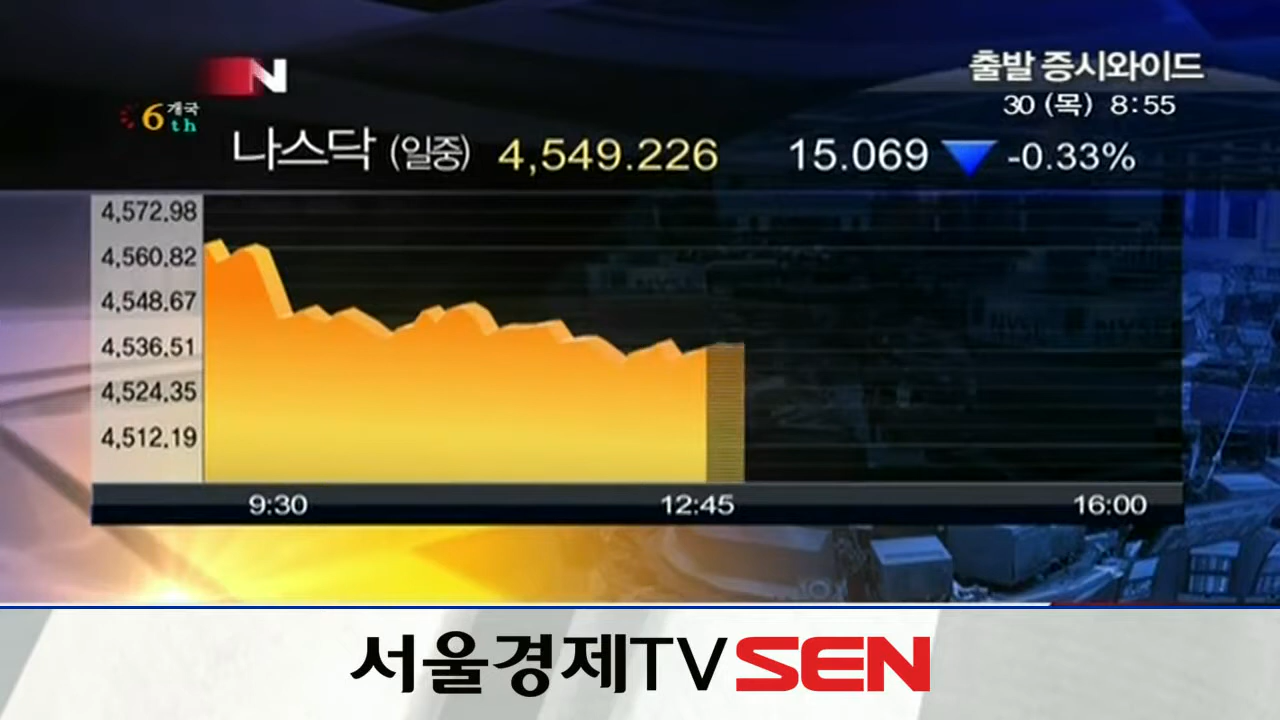 N
출발 증시와이드
6 개국
th
30 (목) 8:55
나스닥 (일중) 4,549.226 15.069 ▼ -0.33%
4,572.98
4,560.82
4,548.67
4,536.51
4,524.35
4,512.19
9:30 12:45 16:00
서울경제TV SEN